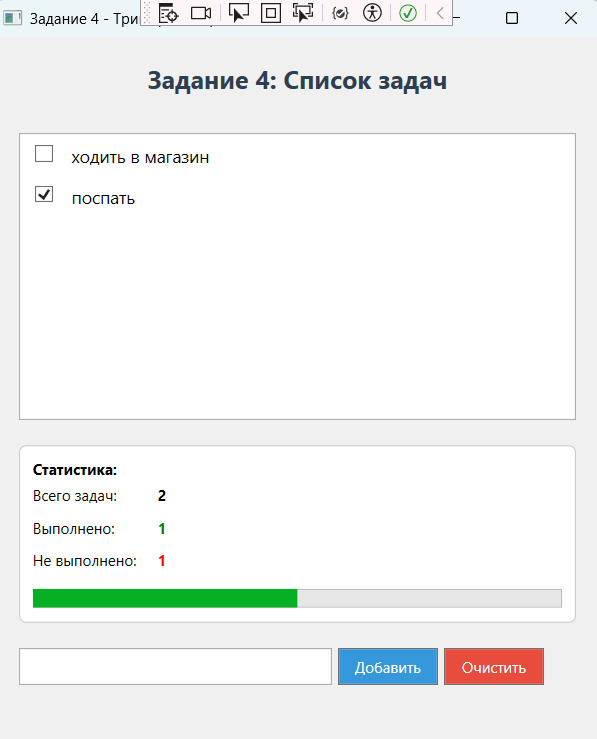 Задание 4 - Три
Задание 4: Список задач
ходить в магазин
поспать
Статистика:
Всего задач: 2
Выполнено: 1
Не выполнено: 1
Добавить Очистить